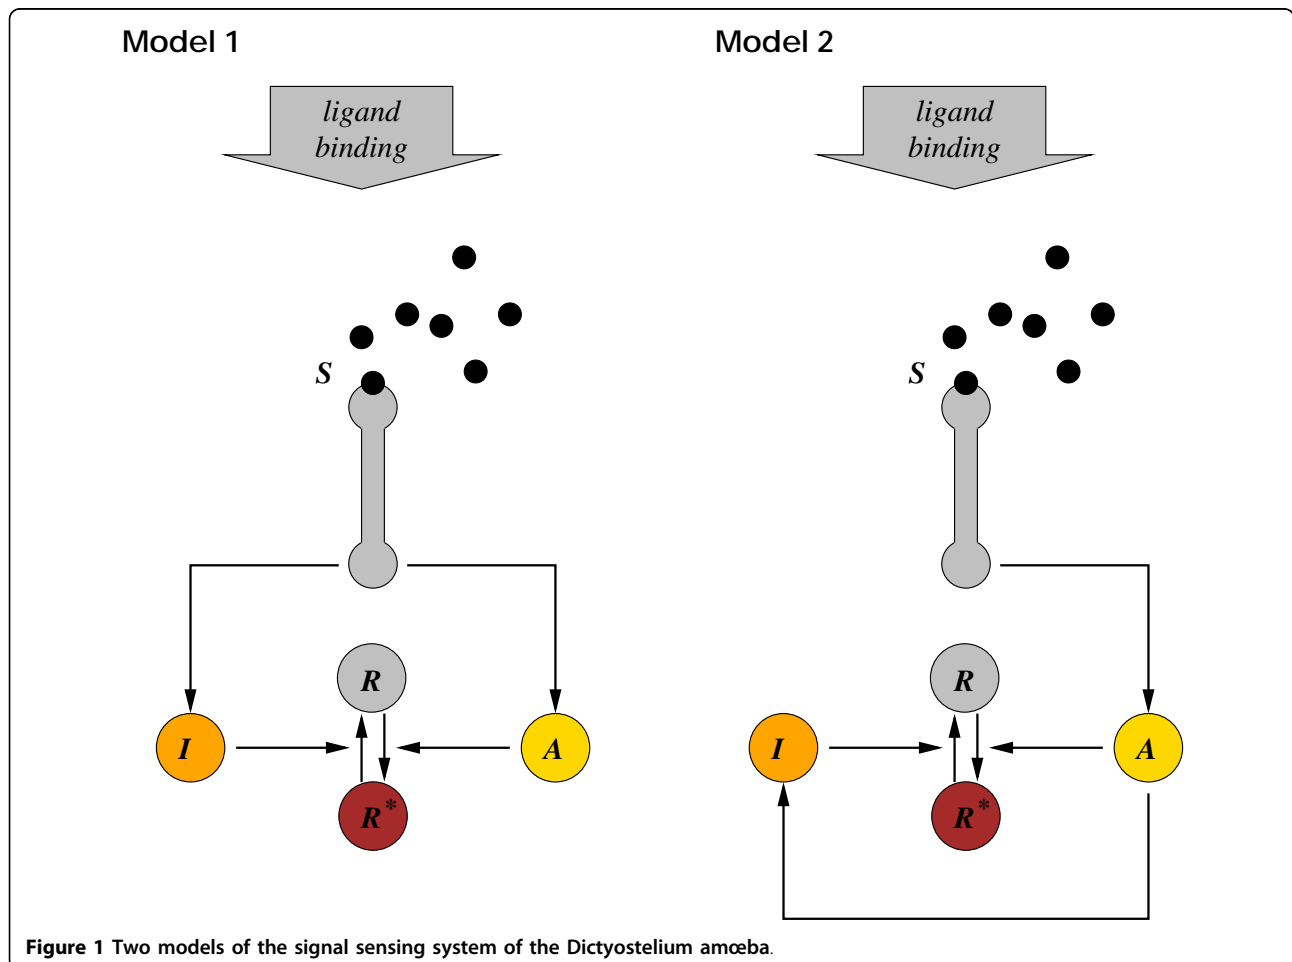 Model 1
Model 2
ligand
binding
ligand
binding
S
S
R
R
I
A
I
A
R*
R*
Figure 1 Two models of the signal sensing system of the Dictyostelium amœba.